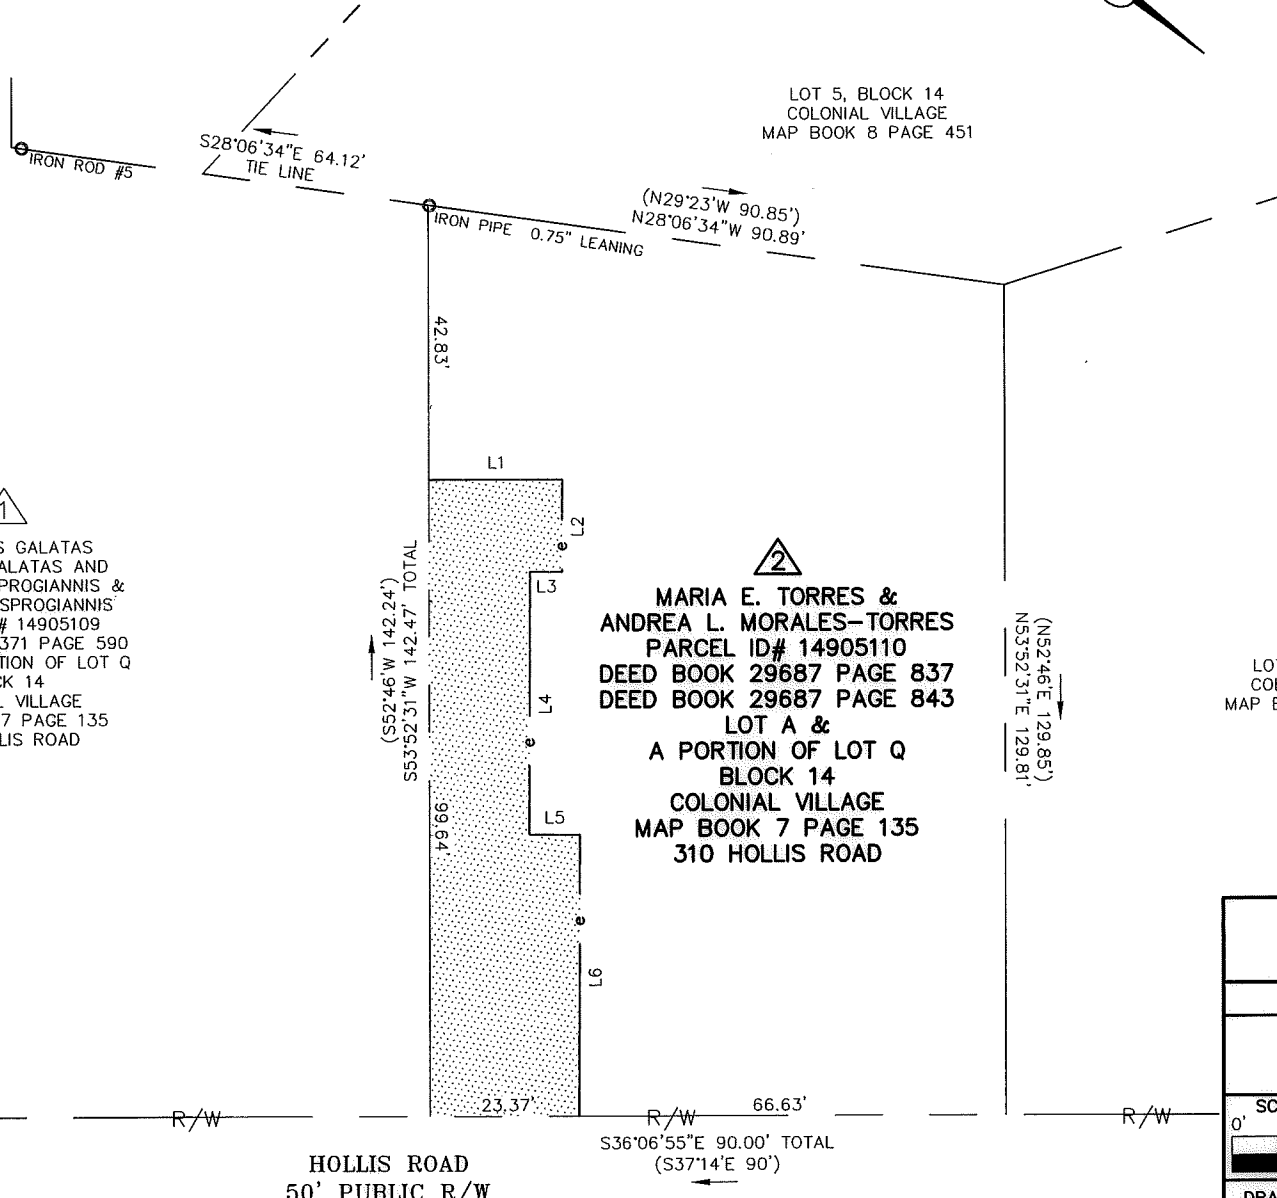 LOT 5, BLOCK 14
COLONIAL VILLAGE
MAP BOOK 8 PAGE 451
S28°06'34"E 64.12'
TIE LINE
IRON ROD #5
(N29°23'W 90.85')
N28°06'34"W 90.89'
IRON PIPE 0.75" LEANING
42.83'
L1
L2
e
L3
L4
e
L5
e
L6
(S52°46'W 142.24')
S53°52'31"W 142.47' TOTAL
99.64'
1
S GALATAS
ALATAS AND
PROGIANNIS &
SPROGIANNIS
# 14905109
371 PAGE 590
TION OF LOT Q
CK 14
L VILLAGE
7 PAGE 135
LIS ROAD
2
MARIA E. TORRES &
ANDREA L. MORALES-TORRES
PARCEL ID# 14905110
DEED BOOK 29687 PAGE 837
DEED BOOK 29687 PAGE 843
LOT A &
A PORTION OF LOT Q
BLOCK 14
COLONIAL VILLAGE
MAP BOOK 7 PAGE 135
310 HOLLIS ROAD
(N52°46'E 129.85')
N53°52'31"E 129.81'
LO
CO
MAP B
R/W
23.37'
R/W
66.63'
R/W
S36°06'55"E 90.00' TOTAL
(S37°14'E 90')
HOLLIS ROAD
50' PUBLIC R/W
SC
0'
DRA